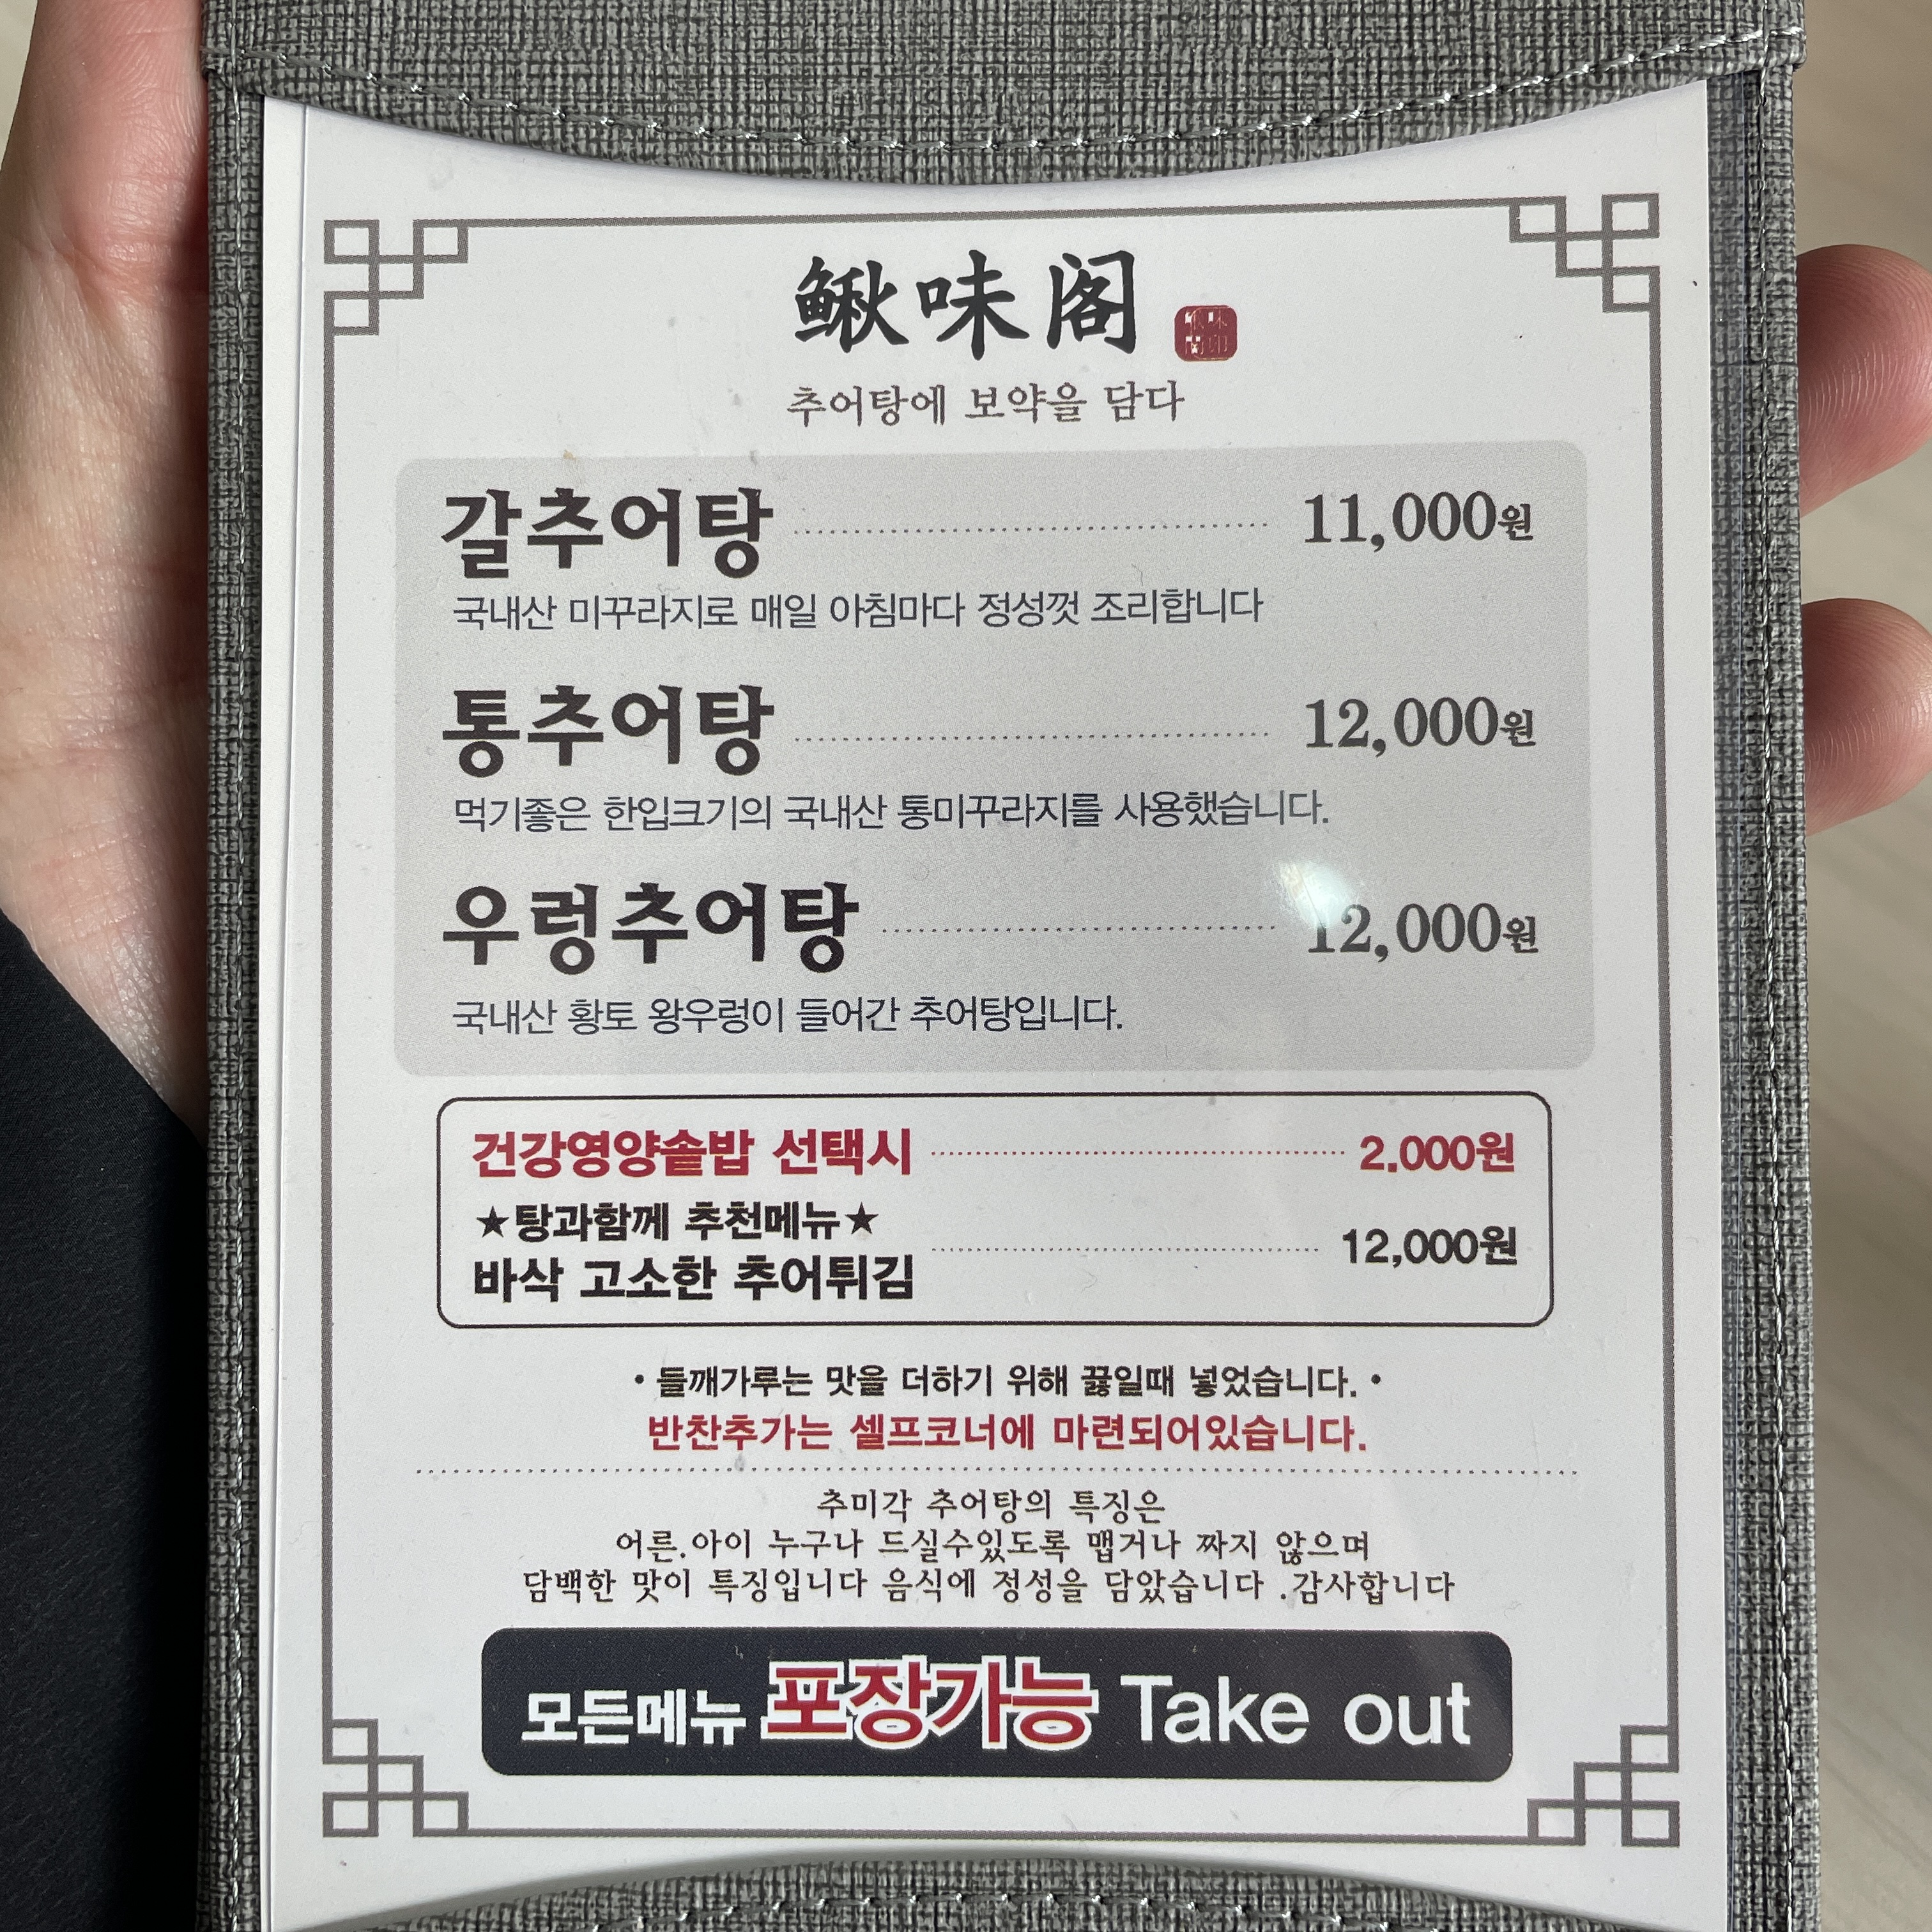 鳅味阁
추어탕에 보약을 담다
갈추어탕 11,000원
국내산 미꾸라지로 매일 아침마다 정성껏 조리합니다
통추어탕 12,000원
먹기좋은 한입크기의 국내산 통미꾸라지를 사용했습니다.
우렁추어탕 12,000원
국내산 황토 왕우렁이 들어간 추어탕입니다.
건강영양솥밥 선택시 2.000원
★탕과함께 추천메뉴★
바삭 고소한 추어튀김 12,000원
• 들깨가루는 맛을 더하기 위해 끓일때 넣었습니다. •
반찬추가는 셀프코너에 마련되어있습니다.
추미각 추어탕의 특징은
어른.아이 누구나 드실수있도록 맵거나 짜지 않으며
담백한 맛이 특징입니다 음식에 정성을 담았습니다 .감사합니다
모든메뉴 포장가능 Take out